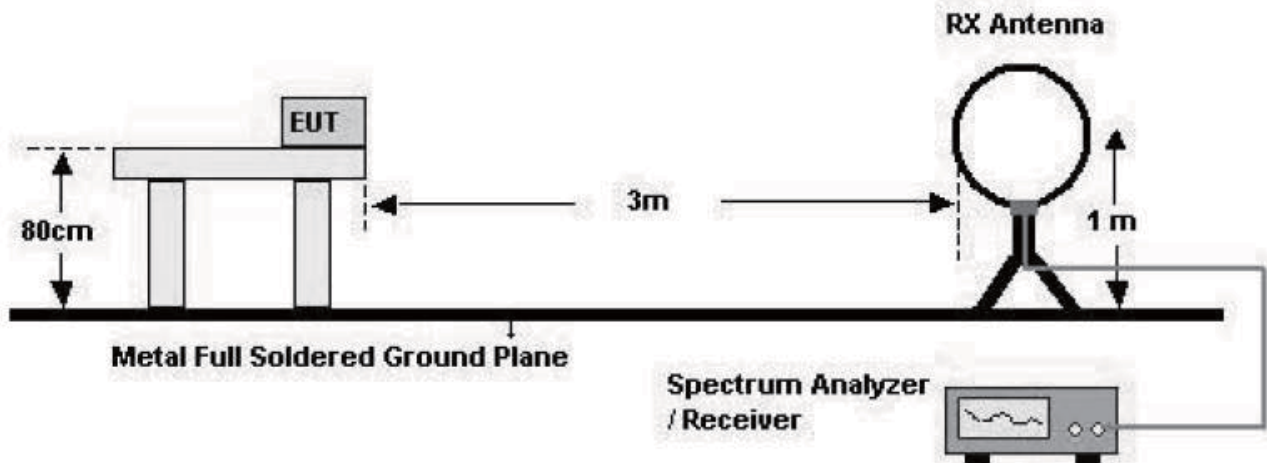 RX Antenna
EUT
80cm
3m
1 m
Metal Full Soldered Ground Plane
Spectrum Analyzer
/ Receiver